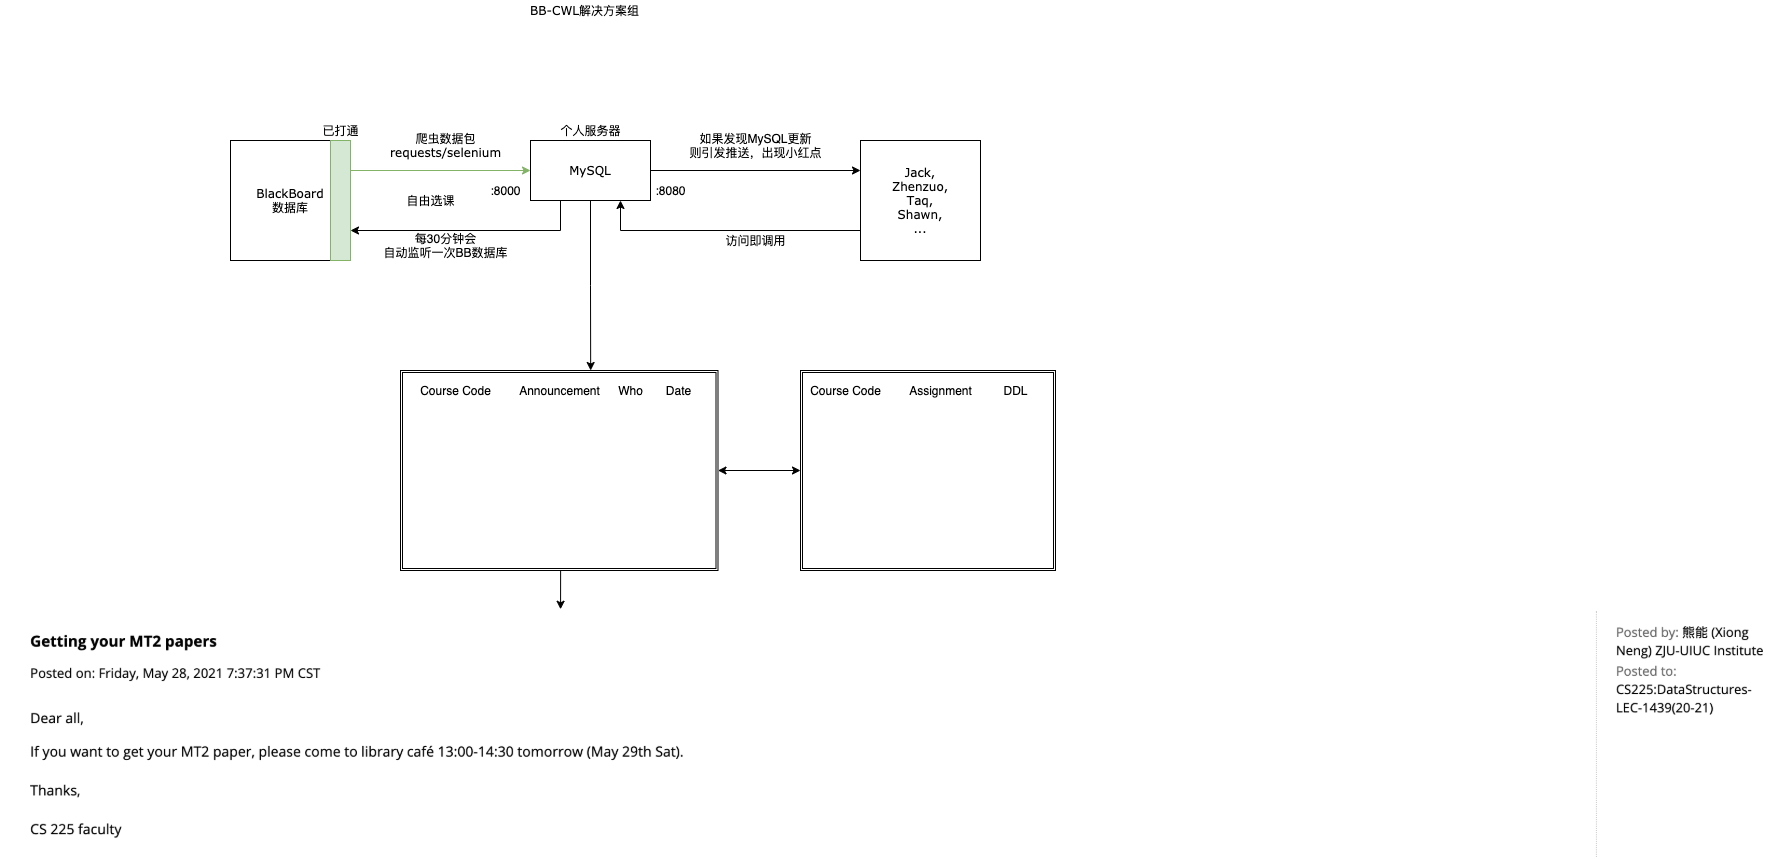 BB-CWL解决方案组
已打通
爬虫数据包
requests/selenium
个人服务器
如果发现MySQL更新
则引发推送，出现小红点
BlackBoard
数据库
MySQL
Jack,
Zhenzuo,
Taq,
Shawn,
...
:8000
:8080
自由选课
每30分钟会
自动监听一次BB数据库
访问即调用
Course Code Announcement Who Date
Course Code Assignment DDL
Getting your MT2 papers
Posted on: Friday, May 28, 2021 7:37:31 PM CST
Dear all,
If you want to get your MT2 paper, please come to library café 13:00-14:30 tomorrow (May 29th Sat).
Thanks,
CS 225 faculty
Posted by: 熊能 (Xiong
Neng) ZJU-UIUC Institute
Posted to:
CS225:DataStructures-
LEC-1439(20-21)